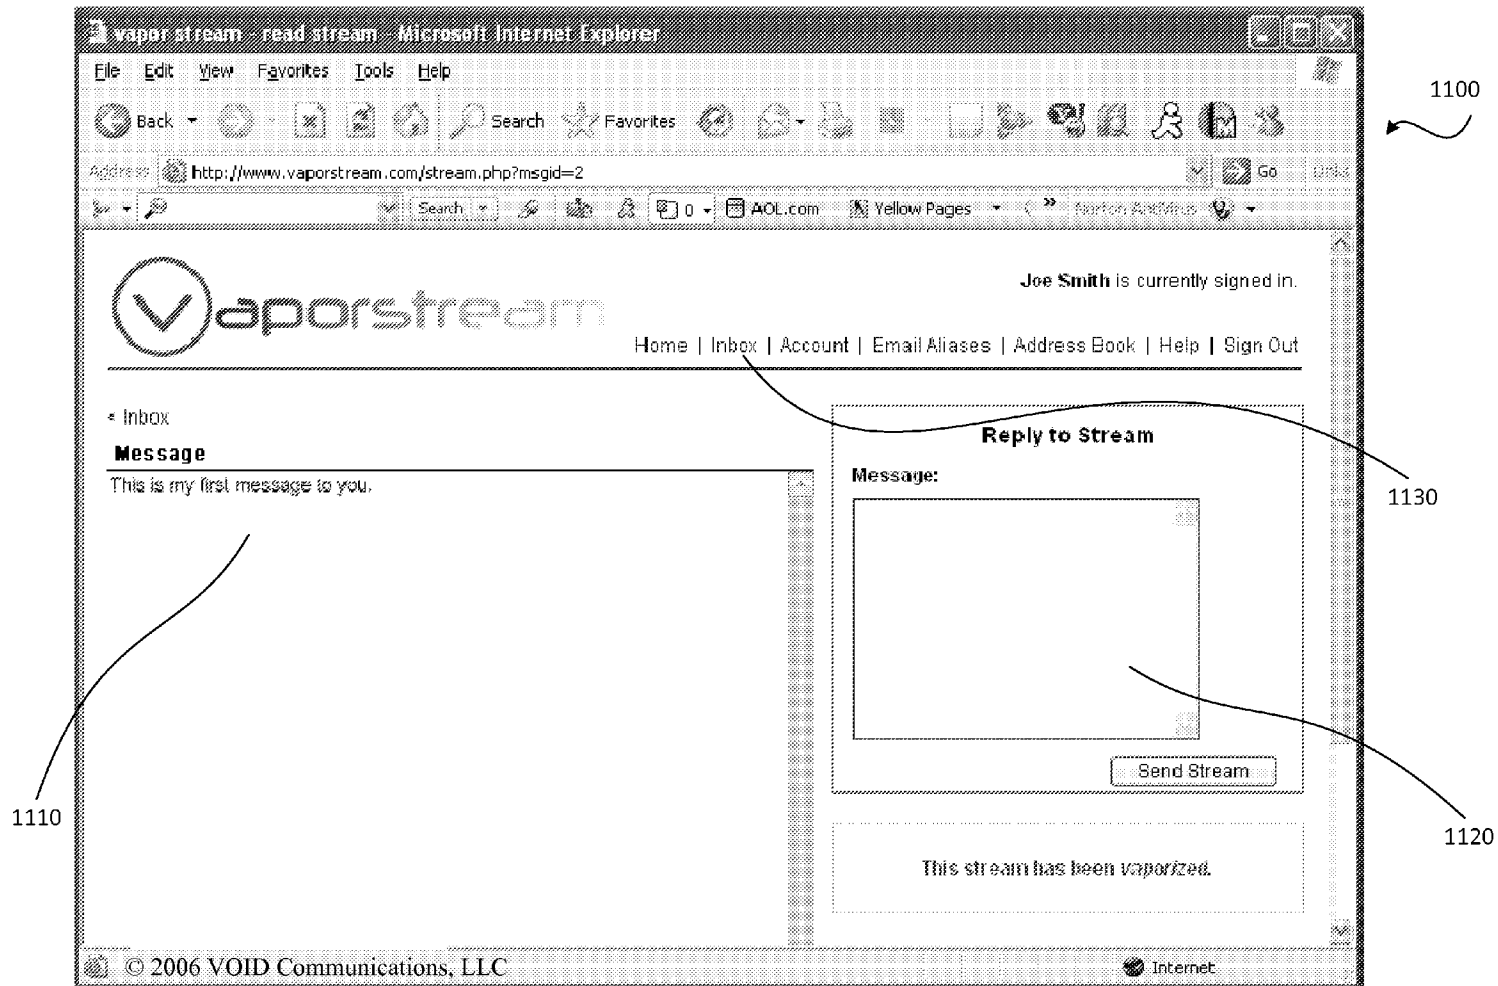 vapor stream - read stream - Microsoft Internet Explorer
File Edit View Favorites Tools Help
1100
Back Search Favorites
Address http://www.vaporstream.com/stream.php?msgid=2 Go Links
Search 0 AOL.com Yellow Pages » Norton AntiVirus
Vaporstream
Joe Smith is currently signed in.
Home | Inbox | Account | Email Aliases | Address Book | Help | Sign Out
< Inbox
Message
This is my first message to you.
Reply to Stream
Message:
1130
Send Stream
1110
1120
This stream has been vaporized.
© 2006 VOID Communications, LLC
Internet